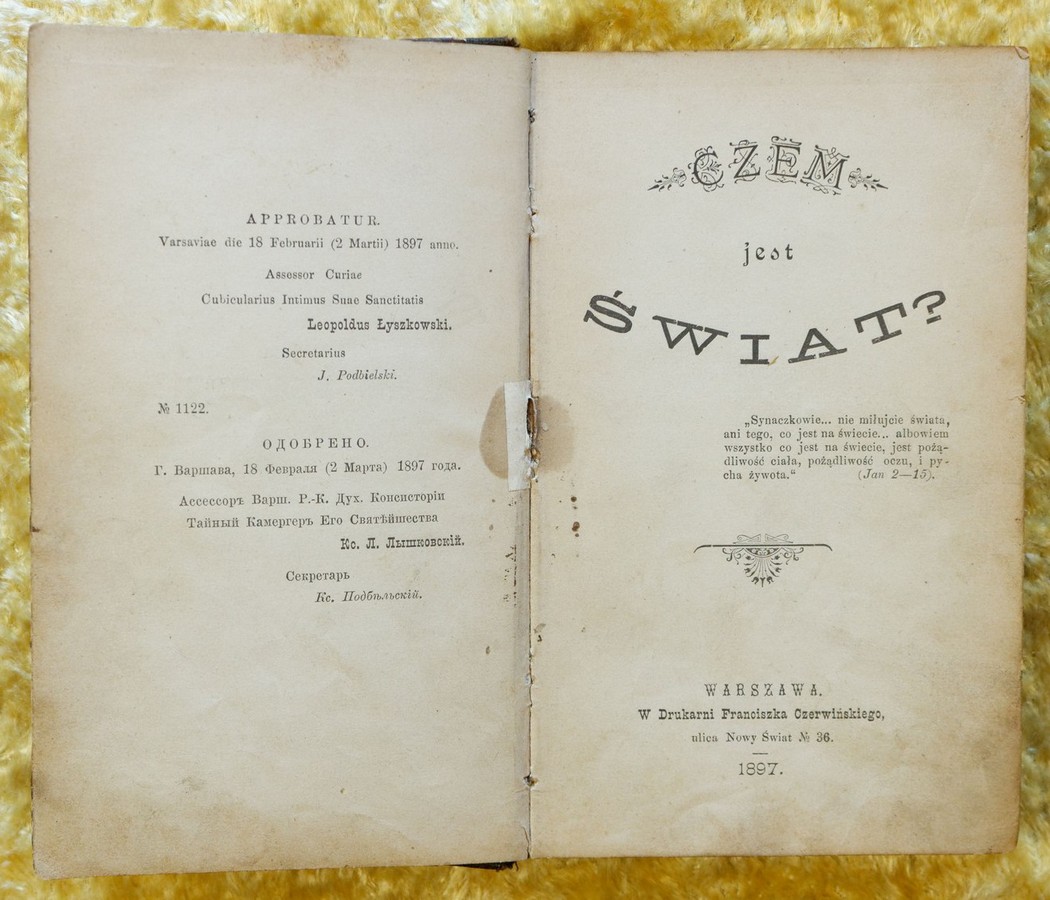 APPROBATUR.
Varsaviae die 18 Februarii (2 Martii) 1897 anno.
Assessor Curiae
Cubicularius Intimus Suae Sanctitatis
Leopoldus Łyszkowski.
Secretarius
J. Podbielski.
№ 1122.
ОДОБРЕНО.
Г. Варшава, 18 Февраля (2 Марта) 1897 года.
Ассессоръ Варш. Р.-К. Дух. Консисторіи
Тайный Камергеръ Его Святѣйшества
Кс. Л. Лышковскій.
Секретарь
Кс. Подбѣльскій.
CZEM
jest
ŚWIAT?
„Synaczkowie... nie miłujcie świata,
ani tego, co jest na świecie... albowiem
wszystko co jest na świecie, jest pożą-
dliwość ciała, pożądliwość oczu, i py-
cha żywota.“ (Jan 2—15).
WARSZAWA.
W Drukarni Franciszka Czerwińskiego,
ulica Nowy Świat № 36.
1897.